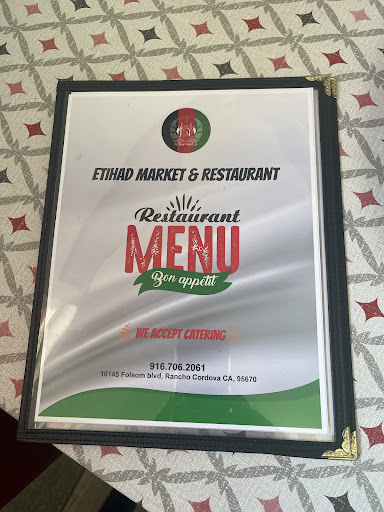 ETIHAD MARKET & RESTAURANT
Restaurant
MENU
Bon appétit
WE ACCEPT CATERING
916.706.2061
10145 Folsom blvd, Rancho Cordova CA, 95670